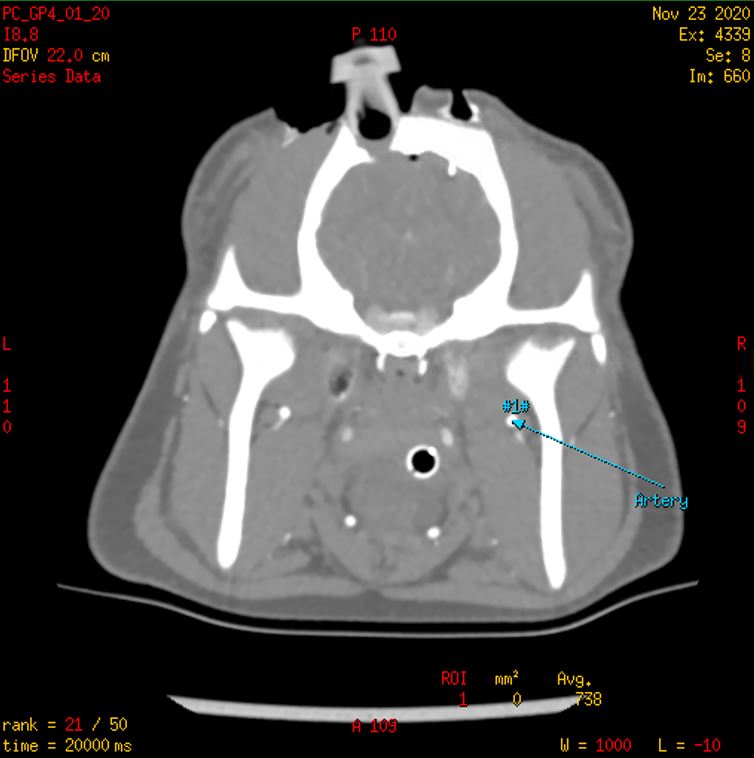 PC_GP4_01_20
I8.8
DFOV 22.0 cm
Series Data
P 110
Nov 23 2020
Ex: 4339
Se: 8
Im: 660
L
1
1
0
R
1
0
9
#1#
Artery
ROI mm² Avg.
1 0 738
A 109
rank = 21 / 50
time = 20000 ms
W = 1000 L = -10